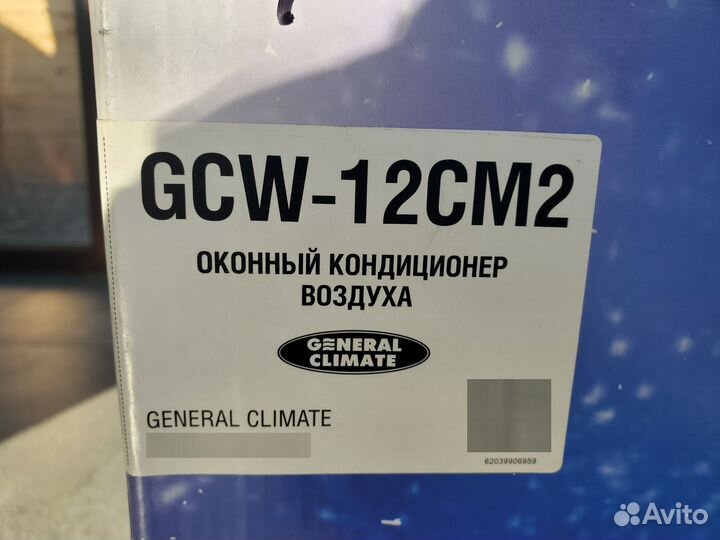 GCW-12CM2
ОКОННЫЙ КОНДИЦИОНЕР
ВОЗДУХА
GENERAL
CLIMATE
GENERAL CLIMATE
62039906959
Avito